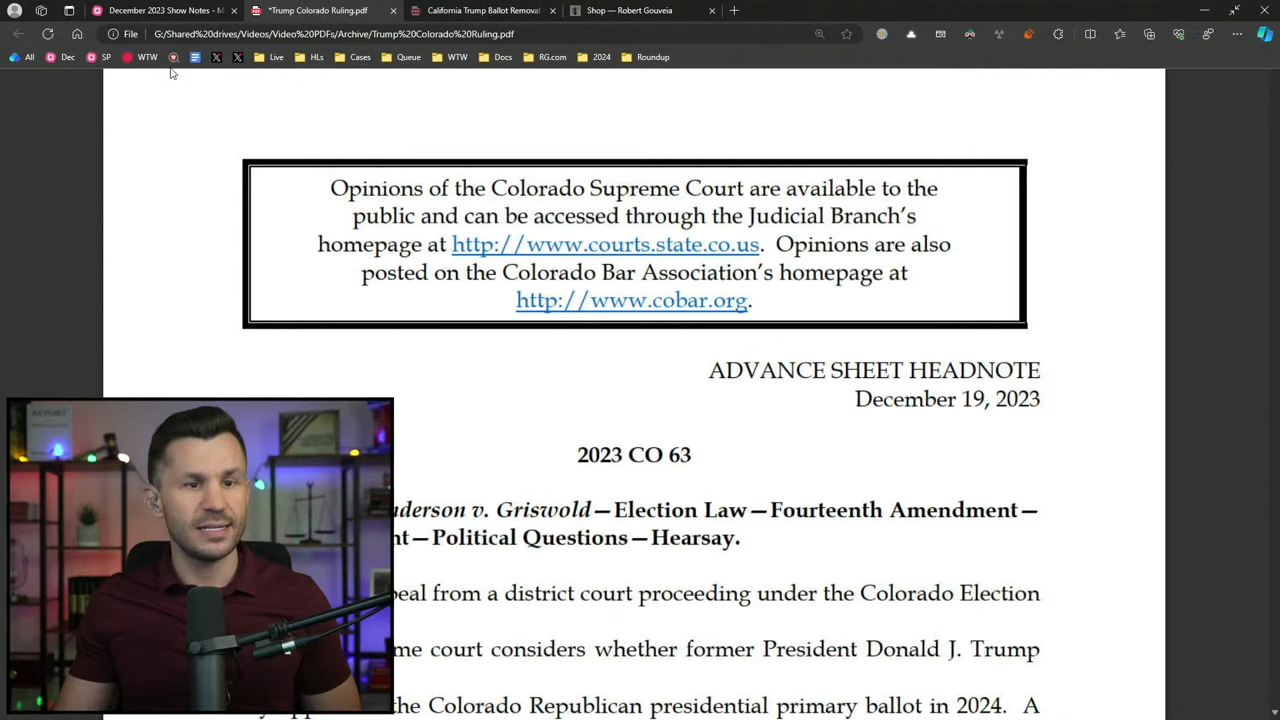 December 2023 Show Notes - M
*Trump Colorado Ruling.pdf
California Trump Ballot Removal
Shop — Robert Gouveia
File
G:/Shared%20drives/Videos/Video%20PDFs/Archive/Trump%20Colorado%20Ruling.pdf
All
Dec
SP
WTW
Live
HLs
Cases
Queue
WTW
Docs
RG.com
2024
Roundup
Opinions of the Colorado Supreme Court are available to the
public and can be accessed through the Judicial Branch's
homepage at http://www.courts.state.co.us. Opinions are also
posted on the Colorado Bar Association's homepage at
http://www.cobar.org.
ADVANCE SHEET HEADNOTE
December 19, 2023
2023 CO 63
derson v. Griswold—Election Law—Fourteenth Amendment—
nt—Political Questions—Hearsay.
eal from a district court proceeding under the Colorado Election
me court considers whether former President Donald J. Trump
the Colorado Republican presidential primary ballot in 2024. A